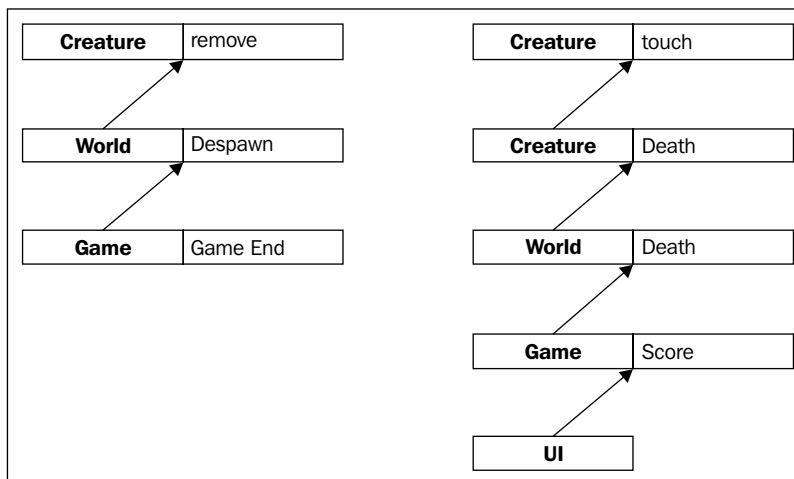 Creature remove
World Despawn
Game Game End
Creature touch
Creature Death
World Death
Game Score
UI